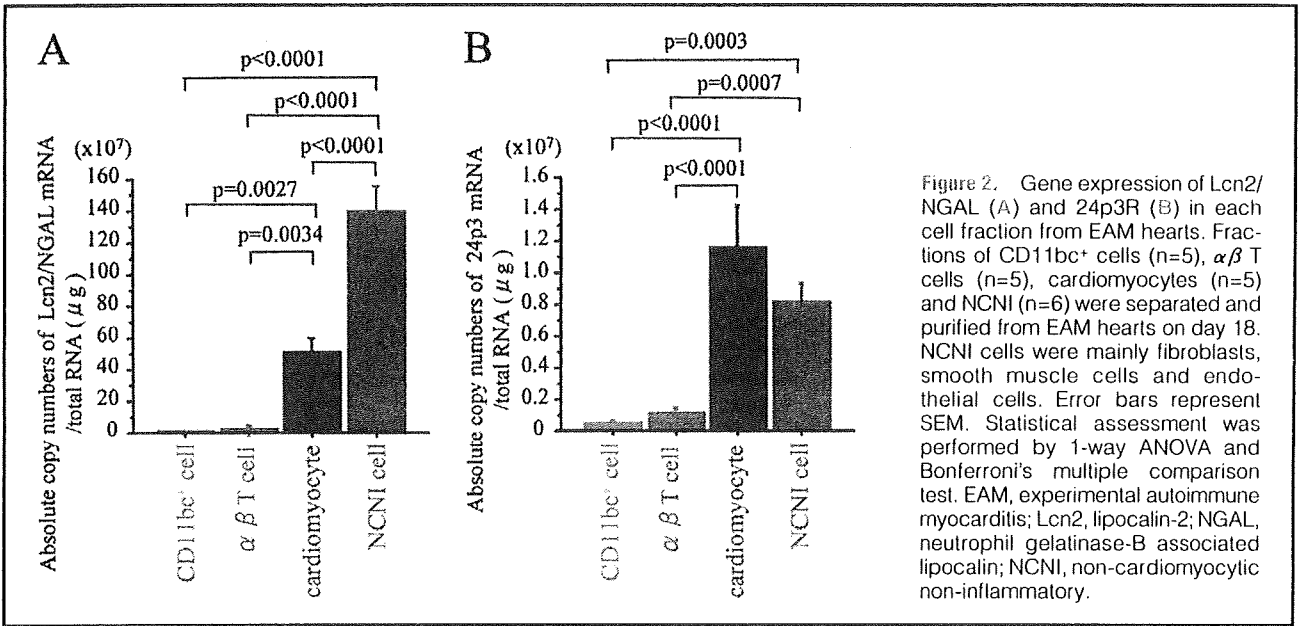 A
p<0.0001
p<0.0001
p<0.0001
p=0.0027
p=0.0034
(x10⁷)
160
140
120
100
80
60
40
20
0
Absolute copy numbers of Lcn2/NGAL mRNA
/total RNA (μg)
CD11bc⁺ cell
αβT cell
cardiomyocyte
NCNI cell
B
p=0.0003
p=0.0007
p<0.0001
p<0.0001
(x10⁷)
1.6
1.4
1.2
1.0
0.8
0.6
0.4
0.2
0
Absolute copy numbers of 24p3 mRNA
/total RNA (μg)
CD11bc⁺ cell
αβT cell
cardiomyocyte
NCNI cell
Figure 2. Gene expression of Lcn2/
NGAL (A) and 24p3R (B) in each
cell fraction from EAM hearts. Frac-
tions of CD11bc⁺ cells (n=5), αβ T
cells (n=5), cardiomyocytes (n=5)
and NCNI (n=6) were separated and
purified from EAM hearts on day 18.
NCNI cells were mainly fibroblasts,
smooth muscle cells and endo-
thelial cells. Error bars represent
SEM. Statistical assessment was
performed by 1-way ANOVA and
Bonferroni's multiple comparison
test. EAM, experimental autoimmune
myocarditis; Lcn2, lipocalin-2; NGAL,
neutrophil gelatinase-B associated
lipocalin; NCNI, non-cardiomyocytic
non-inflammatory.